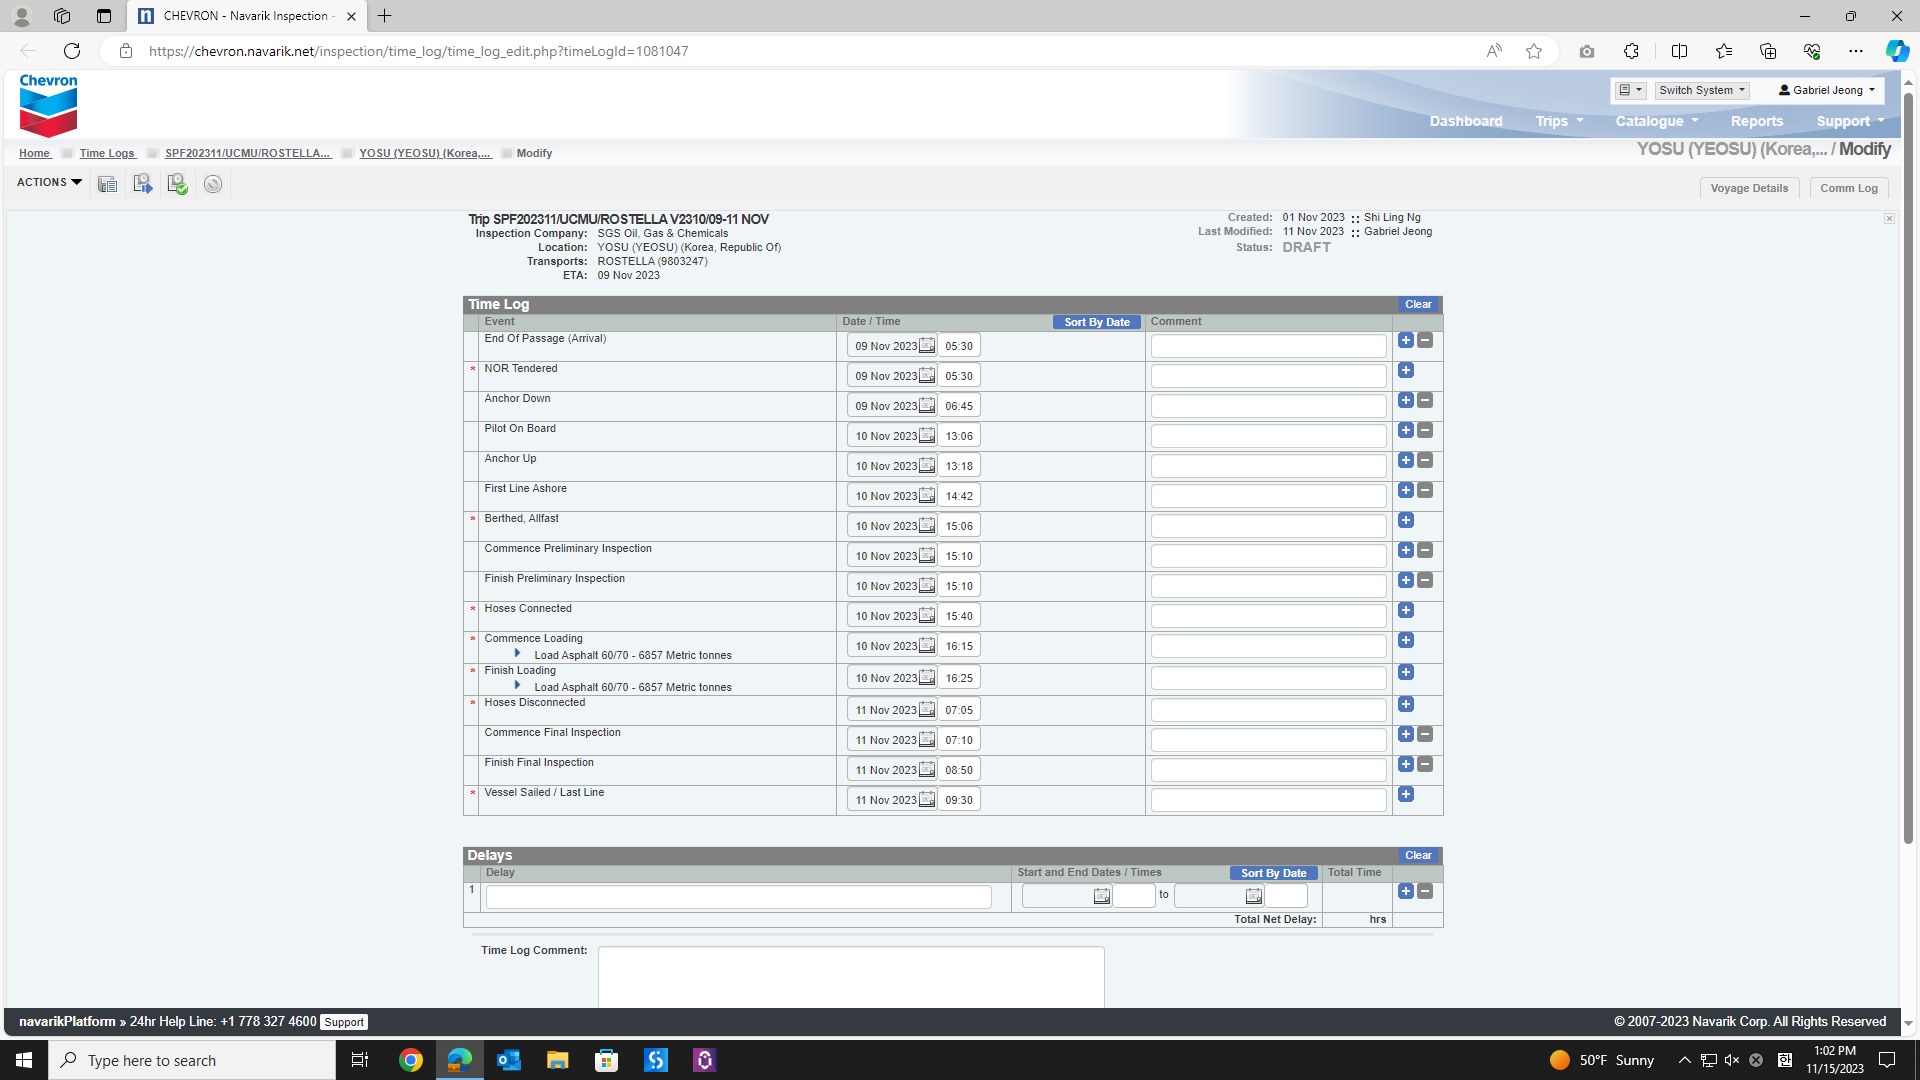 CHEVRON - Navarik Inspection -
https://chevron.navarik.net/inspection/time_log/time_log_edit.php?timeLogId=1081047
Chevron
Switch System
Gabriel Jeong
Dashboard Trips Catalogue Reports Support
Home Time Logs SPF202311/UCMU/ROSTELLA... YOSU (YEOSU) (Korea,... Modify
YOSU (YEOSU) (Korea,... / Modify
ACTIONS
Voyage Details Comm Log
Trip SPF202311/UCMU/ROSTELLA V2310/09-11 NOV
Inspection Company: SGS Oil, Gas & Chemicals
Location: YOSU (YEOSU) (Korea, Republic Of)
Transports: ROSTELLA (9803247)
ETA: 09 Nov 2023
Created: 01 Nov 2023 :: Shi Ling Ng
Last Modified: 11 Nov 2023 :: Gabriel Jeong
Status: DRAFT
Time Log Clear
Event Date / Time Sort By Date Comment
End Of Passage (Arrival) 09 Nov 2023 05:30
* NOR Tendered 09 Nov 2023 05:30
Anchor Down 09 Nov 2023 06:45
Pilot On Board 10 Nov 2023 13:06
Anchor Up 10 Nov 2023 13:18
First Line Ashore 10 Nov 2023 14:42
* Berthed, Allfast 10 Nov 2023 15:06
Commence Preliminary Inspection 10 Nov 2023 15:10
Finish Preliminary Inspection 10 Nov 2023 15:10
* Hoses Connected 10 Nov 2023 15:40
* Commence Loading 10 Nov 2023 16:15
Load Asphalt 60/70 - 6857 Metric tonnes
* Finish Loading 10 Nov 2023 16:25
Load Asphalt 60/70 - 6857 Metric tonnes
* Hoses Disconnected 11 Nov 2023 07:05
Commence Final Inspection 11 Nov 2023 07:10
Finish Final Inspection 11 Nov 2023 08:50
* Vessel Sailed / Last Line 11 Nov 2023 09:30
Delays Clear
Delay Start and End Dates / Times Sort By Date Total Time
1 to
Total Net Delay: hrs
Time Log Comment:
navarikPlatform » 24hr Help Line: +1 778 327 4600 Support
© 2007-2023 Navarik Corp. All Rights Reserved
Type here to search
50°F Sunny
한
1:02 PM
11/15/2023